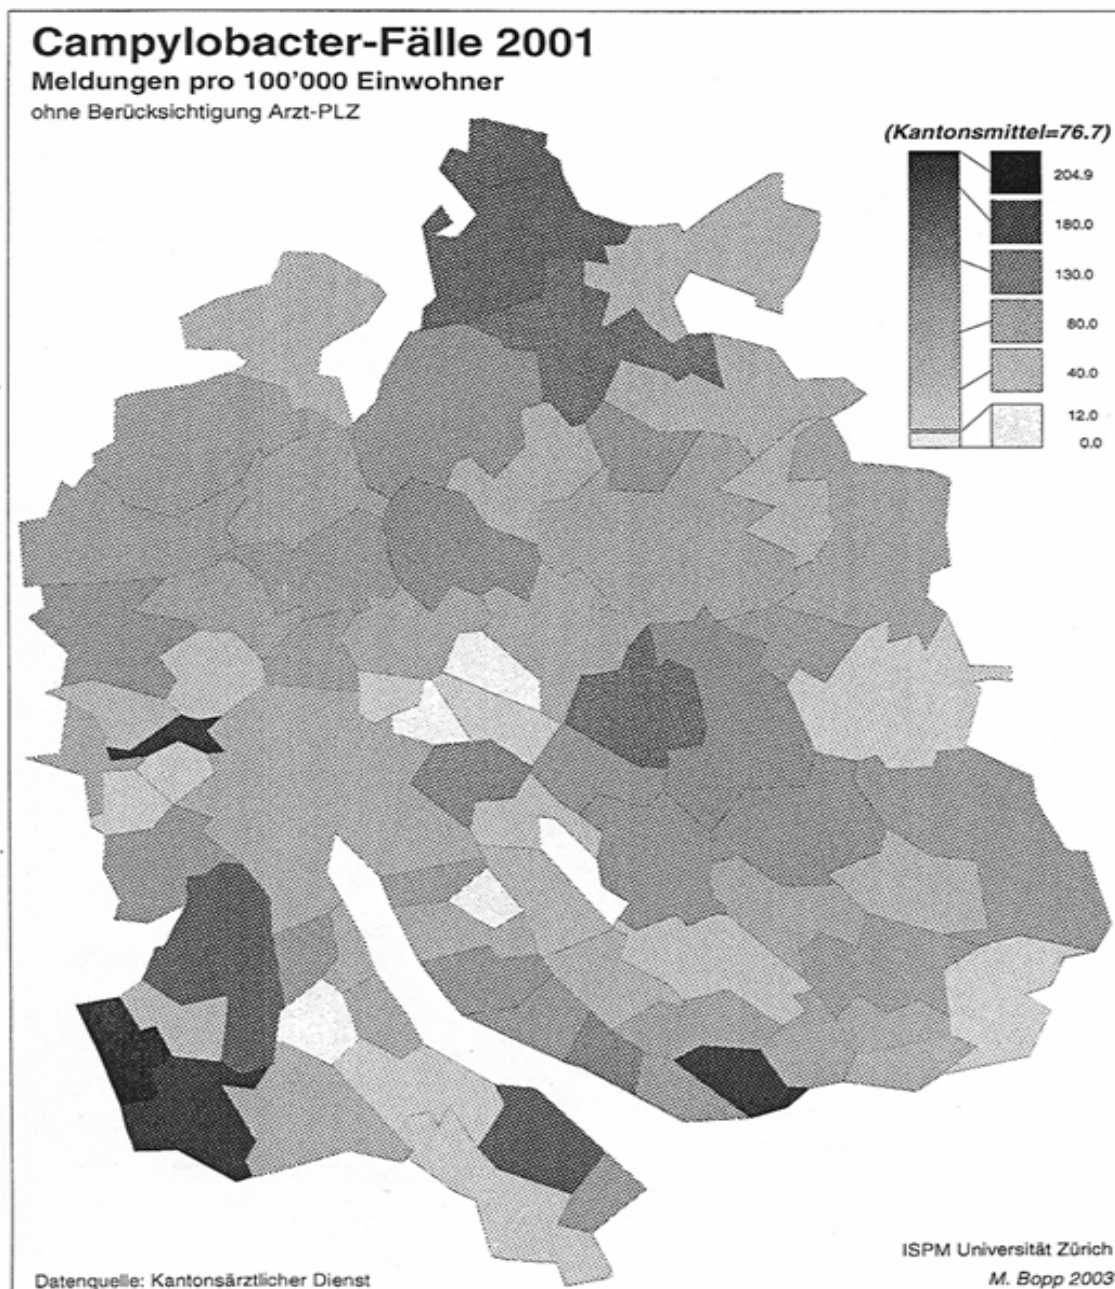 Campylobacter-Fälle 2001
Meldungen pro 100'000 Einwohner
ohne Berücksichtigung Arzt-PLZ
(Kantonsmittel=76.7)
204.9
180.0
130.0
80.0
40.0
12.0
0.0
ISPM Universität Zürich
Datenquelle: Kantonsärztlicher Dienst
M. Bopp 2003